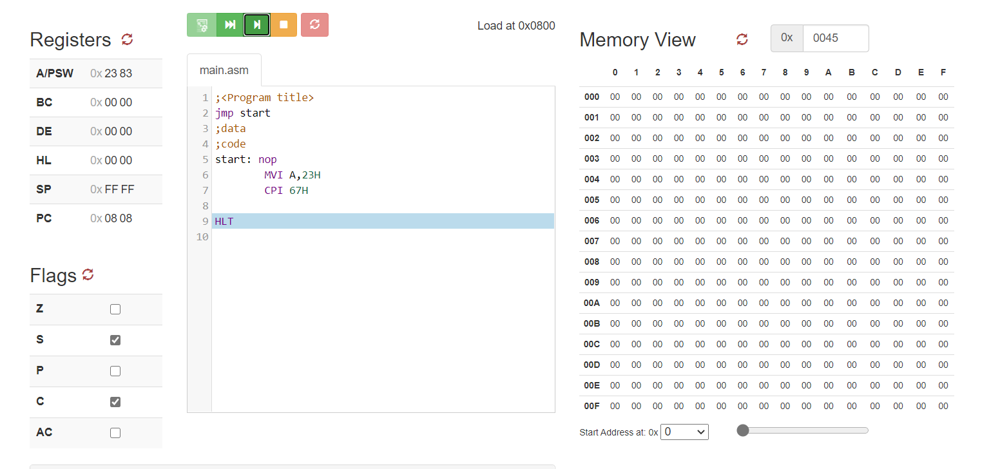 Registers
A/PSW 0x 23 83
BC 0x 00 00
DE 0x 00 00
HL 0x 00 00
SP 0x FF FF
PC 0x 08 08
Flags
Z
S
P
C
AC
Load at 0x0800
main.asm
1 ;<Program title>
2 jmp start
3 ;data
4 ;code
5 start: nop
6 MVI A,23H
7 CPI 67H
8
9 HLT
10
Memory View
0x 0045
0 1 2 3 4 5 6 7 8 9 A B C D E F
000 00 00 00 00 00 00 00 00 00 00 00 00 00 00 00 00
001 00 00 00 00 00 00 00 00 00 00 00 00 00 00 00 00
002 00 00 00 00 00 00 00 00 00 00 00 00 00 00 00 00
003 00 00 00 00 00 00 00 00 00 00 00 00 00 00 00 00
004 00 00 00 00 00 00 00 00 00 00 00 00 00 00 00 00
005 00 00 00 00 00 00 00 00 00 00 00 00 00 00 00 00
006 00 00 00 00 00 00 00 00 00 00 00 00 00 00 00 00
007 00 00 00 00 00 00 00 00 00 00 00 00 00 00 00 00
008 00 00 00 00 00 00 00 00 00 00 00 00 00 00 00 00
009 00 00 00 00 00 00 00 00 00 00 00 00 00 00 00 00
00A 00 00 00 00 00 00 00 00 00 00 00 00 00 00 00 00
00B 00 00 00 00 00 00 00 00 00 00 00 00 00 00 00 00
00C 00 00 00 00 00 00 00 00 00 00 00 00 00 00 00 00
00D 00 00 00 00 00 00 00 00 00 00 00 00 00 00 00 00
00E 00 00 00 00 00 00 00 00 00 00 00 00 00 00 00 00
00F 00 00 00 00 00 00 00 00 00 00 00 00 00 00 00 00
Start Address at: 0x 0